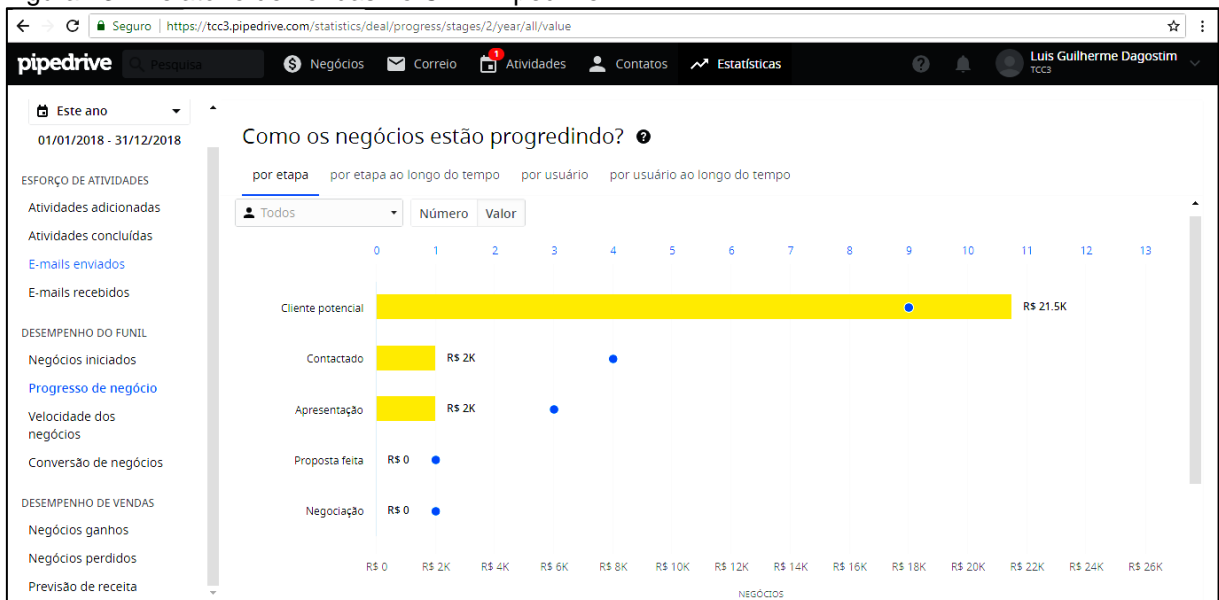 Seguro | https://tcc3.pipedrive.com/statistics/deal/progress/stages/2/year/all/value
pipedrive
Pesquisa
Negócios
Correio
1
Atividades
Contatos
Estatísticas
Luis Guilherme Dagostim
TCC3
Este ano
01/01/2018 - 31/12/2018
ESFORÇO DE ATIVIDADES
Atividades adicionadas
Atividades concluídas
E-mails enviados
E-mails recebidos
DESEMPENHO DO FUNIL
Negócios iniciados
Progresso de negócio
Velocidade dos
negócios
Conversão de negócios
DESEMPENHO DE VENDAS
Negócios ganhos
Negócios perdidos
Previsão de receita
Como os negócios estão progredindo? ?
por etapa por etapa ao longo do tempo por usuário por usuário ao longo do tempo
Todos
Número Valor
0 1 2 3 4 5 6 7 8 9 10 11 12 13
Cliente potencial R$ 21.5K
Contactado R$ 2K
Apresentação R$ 2K
Proposta feita R$ 0
Negociação R$ 0
R$ 0 R$ 2K R$ 4K R$ 6K R$ 8K R$ 10K R$ 12K R$ 14K R$ 16K R$ 18K R$ 20K R$ 22K R$ 24K R$ 26K
NEGÓCIOS